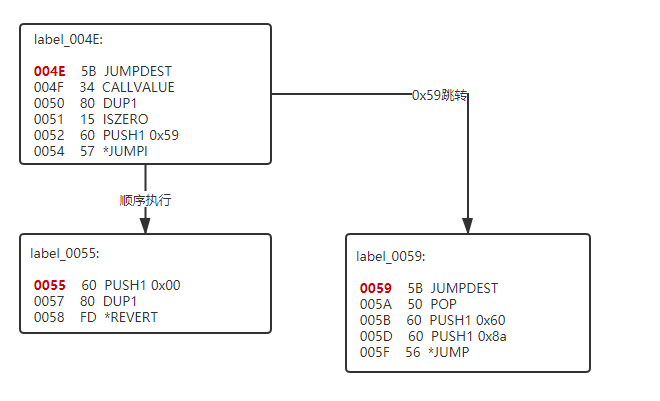 label_004E:
004E 5B JUMPDEST
004F 34 CALLVALUE
0050 80 DUP1
0051 15 ISZERO
0052 60 PUSH1 0x59
0054 57 *JUMPI
0x59跳转
顺序执行
label_0055:
0055 60 PUSH1 0x00
0057 80 DUP1
0058 FD *REVERT
label_0059:
0059 5B JUMPDEST
005A 50 POP
005B 60 PUSH1 0x60
005D 60 PUSH1 0x8a
005F 56 *JUMP